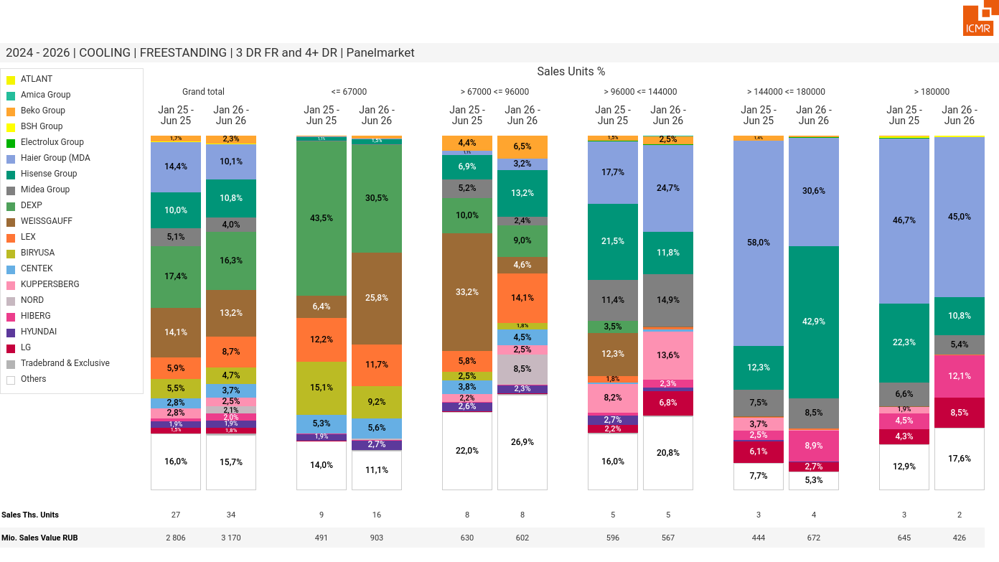 ICMR
2024 - 2026 | COOLING | FREESTANDING | 3 DR FR and 4+ DR | Panelmarket
Sales Units %
ATLANT
Amica Group
Beko Group
BSH Group
Electrolux Group
Haier Group (MDA
Hisense Group
Midea Group
DEXP
WEISSGAUFF
LEX
BIRYUSA
CENTEK
KUPPERSBERG
NORD
HIBERG
HYUNDAI
LG
Tradebrand & Exclusive
Others
Grand total
Jan 25 -
Jun 25
1,7%
14,4%
10,0%
5,1%
17,4%
14,1%
5,9%
5,5%
2,8%
2,8%
1,9%
1,5%
16,0%
Jan 26 -
Jun 26
2,3%
10,1%
10,8%
4,0%
16,3%
13,2%
8,7%
4,7%
3,7%
2,5%
2,1%
2,0%
1,9%
1,8%
15,7%
<= 67000
Jan 25 -
Jun 25
1,1%
43,5%
6,4%
12,2%
15,1%
5,3%
1,9%
14,0%
Jan 26 -
Jun 26
1,5%
30,5%
25,8%
11,7%
9,2%
5,6%
2,7%
11,1%
> 67000 <= 96000
Jan 25 -
Jun 25
4,4%
1,1%
6,9%
5,2%
10,0%
33,2%
5,8%
2,5%
3,8%
2,2%
2,6%
22,0%
Jan 26 -
Jun 26
6,5%
3,2%
13,2%
2,4%
9,0%
4,6%
14,1%
1,8%
4,5%
2,5%
8,5%
2,3%
26,9%
> 96000 <= 144000
Jan 25 -
Jun 25
1,5%
17,7%
21,5%
11,4%
3,5%
12,3%
1,8%
8,2%
2,7%
2,2%
16,0%
Jan 26 -
Jun 26
2,5%
24,7%
11,8%
14,9%
13,6%
2,3%
6,8%
20,8%
> 144000 <= 180000
Jan 25 -
Jun 25
1,4%
58,0%
12,3%
7,5%
3,7%
2,5%
6,1%
7,7%
Jan 26 -
Jun 26
30,6%
42,9%
8,5%
8,9%
2,7%
5,3%
> 180000
Jan 25 -
Jun 25
46,7%
22,3%
6,6%
1,9%
4,5%
4,3%
12,9%
Jan 26 -
Jun 26
45,0%
10,8%
5,4%
12,1%
8,5%
17,6%
Sales Ths. Units 27 34 9 16 8 8 5 5 3 4 3 2
Mio. Sales Value RUB 2 806 3 170 491 903 630 602 596 567 444 672 645 426